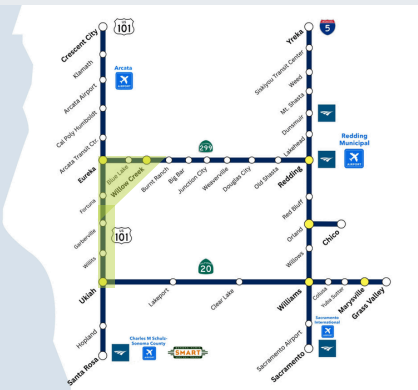 Crescent City
US
101
Klamath
Arcata
Arcata Airport
Cal Poly Humboldt
Arcata Transit Ctr.
Eureka
Blue Lake
Willow Creek
Burnt Ranch
Big Bar
Junction City
Weaverville
Douglas City
Old Shasta
Redding
299
Yreka
5
Siskiyou Transit Center
Weed
Mt. Shasta
Dunsmuir
Lakehead
Redding
Municipal
Fortuna
Garberville
Willits
101
Ukiah
20
Lakeport
Clear Lake
Red Bluff
Orland
Chico
Willows
Williams
Colusa
Yuba Sutter
Marysville
Grass Valley
Hopland
Santa Rosa
Charles M Schulz-
Sonoma County
SMART
Sacramento
International
Sacramento Airport
Sacramento